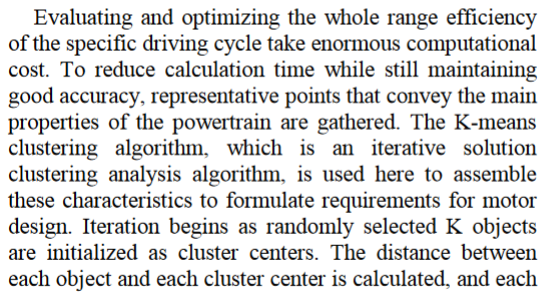 Evaluating and optimizing the whole range efficiency
of the specific driving cycle take enormous computational
cost. To reduce calculation time while still maintaining
good accuracy, representative points that convey the main
properties of the powertrain are gathered. The K-means
clustering algorithm, which is an iterative solution
clustering analysis algorithm, is used here to assemble
these characteristics to formulate requirements for motor
design. Iteration begins as randomly selected K objects
are initialized as cluster centers. The distance between
each object and each cluster center is calculated, and each